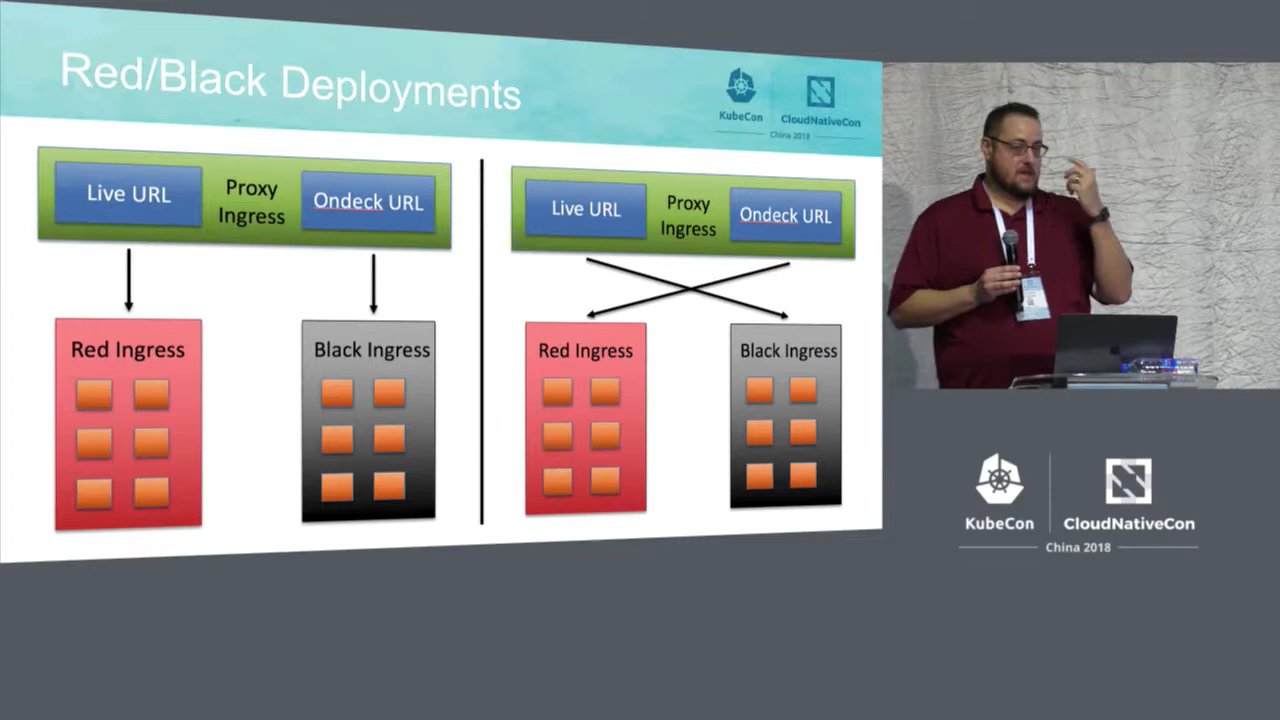 Red/Black Deployments
KubeCon
CloudNativeCon
China 2018
Live URL
Proxy
Ingress
Ondeck URL
Live URL
Proxy
Ingress
Ondeck URL
Red Ingress
Black Ingress
Red Ingress
Black Ingress
KubeCon
CloudNativeCon
China 2018